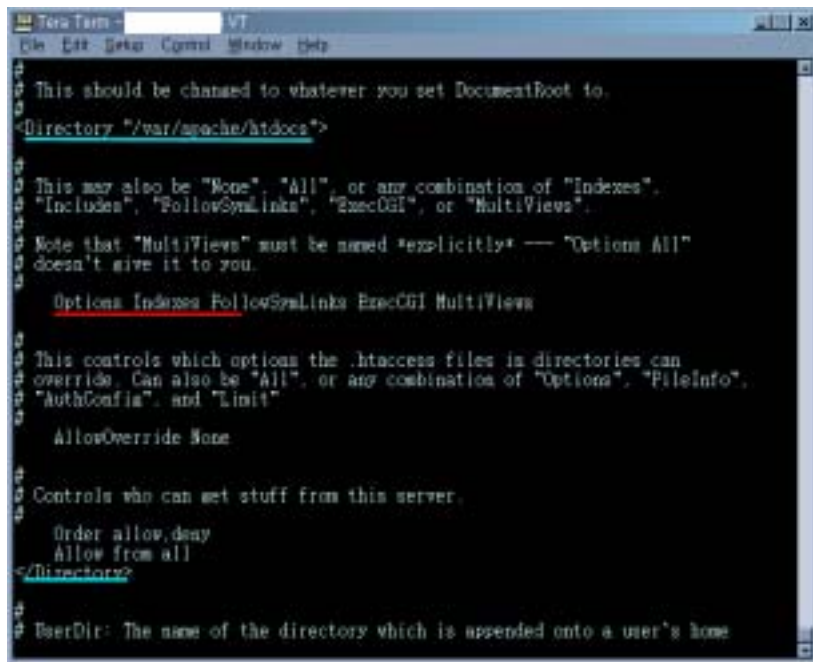 Tera Term - VT
File Edit Setup Control Window Help
#
# This should be changed to whatever you set DocumentRoot to.
#
<Directory "/var/apache/htdocs">
#
# This may also be "None", "All", or any combination of "Indexes",
# "Includes", "FollowSymLinks", "ExecCGI", or "MultiViews".
#
# Note that "MultiViews" must be named *explicitly* --- "Options All"
# doesn't give it to you.
#
Options Indexes FollowSymLinks ExecCGI MultiViews
#
# This controls which options the .htaccess files in directories can
# override. Can also be "All", or any combination of "Options", "FileInfo",
# "AuthConfig", and "Limit"
#
AllowOverride None
#
# Controls who can get stuff from this server.
#
Order allow,deny
Allow from all
</Directory>
#
# UserDir: The name of the directory which is appended onto a user's home